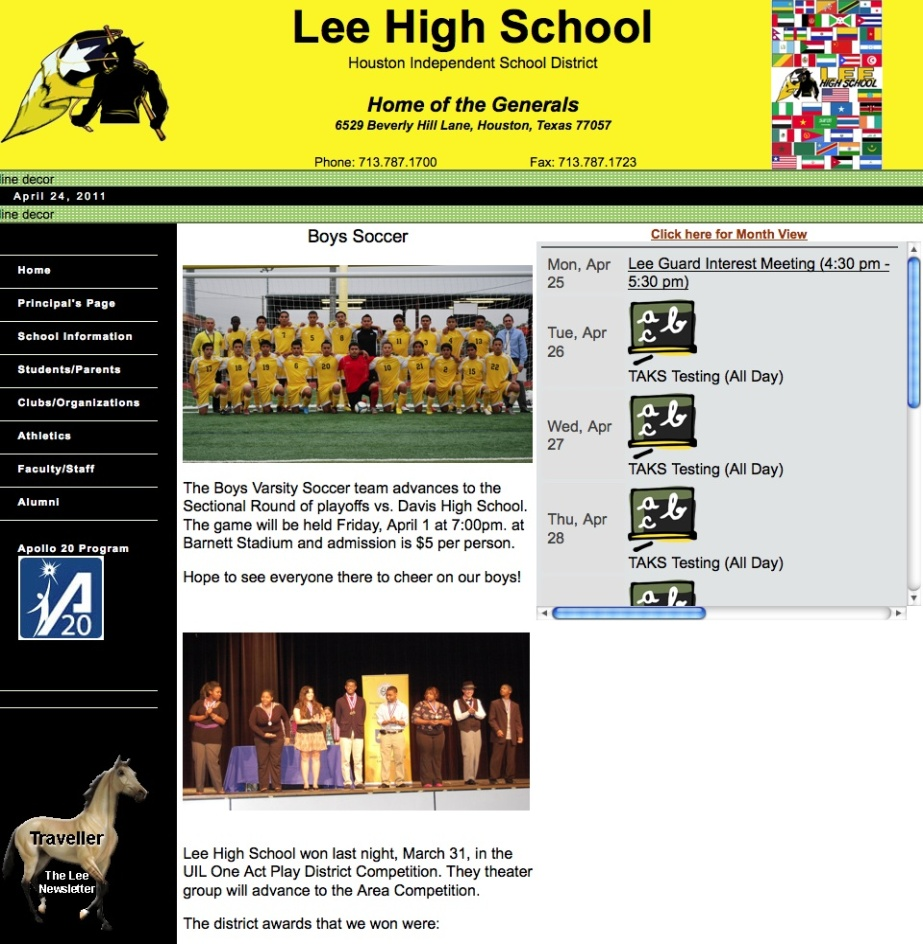 Lee High School
Houston Independent School District
Home of the Generals
6529 Beverly Hill Lane, Houston, Texas 77057
Phone: 713.787.1700 Fax: 713.787.1723
LEE
HIGH SCHOOL
line decor
April 24, 2011
line decor
Home
Principal's Page
School Information
Students/Parents
Clubs/Organizations
Athletics
Faculty/Staff
Alumni
Apollo 20 Program
A
20
Traveller
The Lee
Newsletter
Boys Soccer
The Boys Varsity Soccer team advances to the
Sectional Round of playoffs vs. Davis High School.
The game will be held Friday, April 1 at 7:00pm. at
Barnett Stadium and admission is $5 per person.
Hope to see everyone there to cheer on our boys!
Lee High School won last night, March 31, in the
UIL One Act Play District Competition. They theater
group will advance to the Area Competition.
The district awards that we won were:
Click here for Month View
Mon, Apr
25
Lee Guard Interest Meeting (4:30 pm -
5:30 pm)
Tue, Apr
26
a b
c
TAKS Testing (All Day)
Wed, Apr
27
a b
c
TAKS Testing (All Day)
Thu, Apr
28
a b
c
TAKS Testing (All Day)
a b